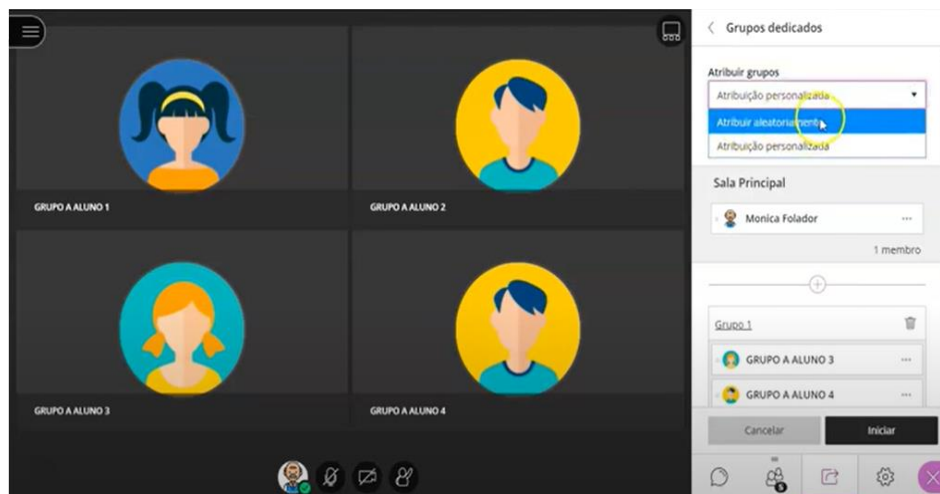 Grupos dedicados
Atribuir grupos
Atribuição personalizada
Atribuir aleatoriamente
Atribuição personalizada
Sala Principal
Monica Folador
1 membro
Grupo 1
GRUPO A ALUNO 3
GRUPO A ALUNO 4
Cancelar
Iniciar
GRUPO A ALUNO 1
GRUPO A ALUNO 2
GRUPO A ALUNO 3
GRUPO A ALUNO 4
5